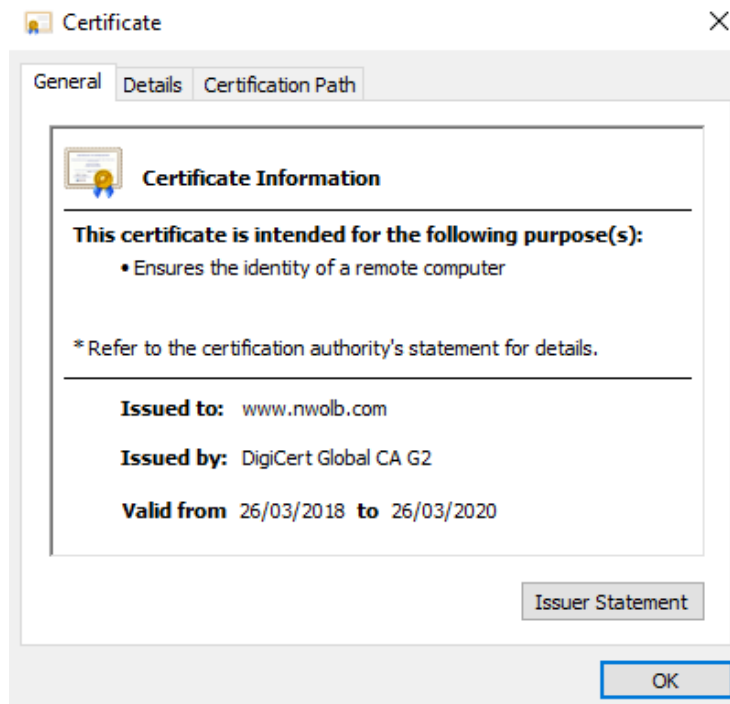 Certificate
General Details Certification Path
Certificate Information
This certificate is intended for the following purpose(s):
• Ensures the identity of a remote computer
* Refer to the certification authority's statement for details.
Issued to: www.nwolb.com
Issued by: DigiCert Global CA G2
Valid from 26/03/2018 to 26/03/2020
Issuer Statement
OK